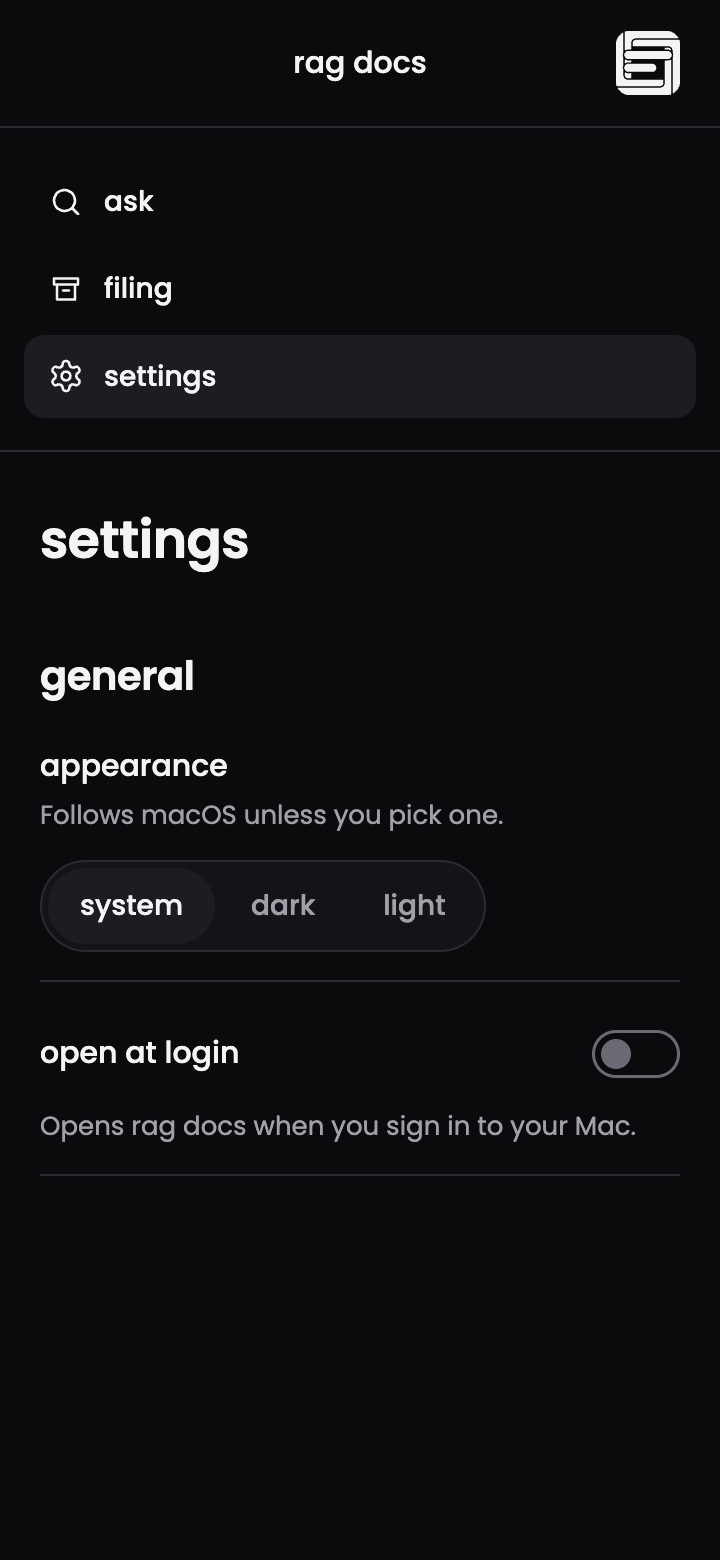 rag docs
ask
filing
settings
settings
general
appearance
Follows macOS unless you pick one.
system dark light
open at login
Opens rag docs when you sign in to your Mac.